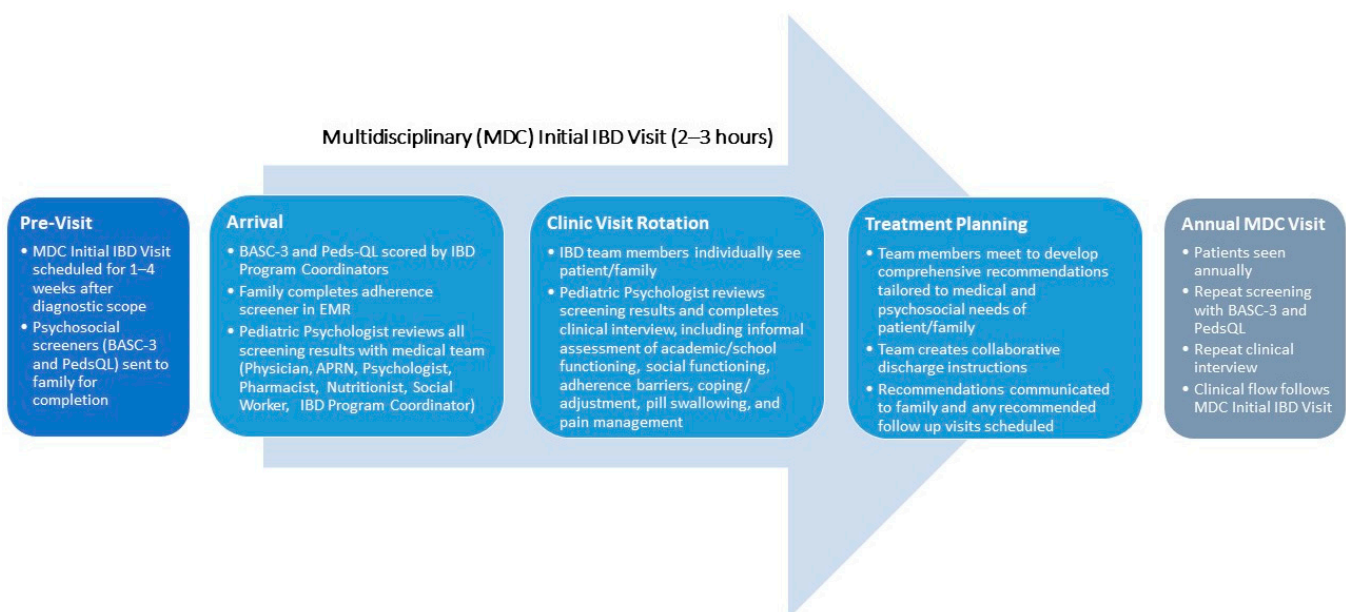 Multidisciplinary (MDC) Initial IBD Visit (2–3 hours)
Pre-Visit
• MDC Initial IBD Visit
scheduled for 1–4
weeks after
diagnostic scope
• Psychosocial
screeners (BASC-3
and PedsQL) sent to
family for
completion
Arrival
• BASC-3 and Peds-QL scored by IBD
Program Coordinators
• Family completes adherence
screener in EMR
• Pediatric Psychologist reviews all
screening results with medical team
(Physician, APRN, Psychologist,
Pharmacist, Nutritionist, Social
Worker, IBD Program Coordinator)
Clinic Visit Rotation
• IBD team members individually see
patient/family
• Pediatric Psychologist reviews
screening results and completes
clinical interview, including informal
assessment of academic/school
functioning, social functioning,
adherence barriers, coping/
adjustment, pill swallowing, and
pain management
Treatment Planning
• Team members meet to develop
comprehensive recommendations
tailored to medical and
psychosocial needs of
patient/family
• Team creates collaborative
discharge instructions
• Recommendations communicated
to family and any recommended
follow up visits scheduled
Annual MDC Visit
• Patients seen
annually
• Repeat screening
with BASC-3 and
PedsQL
• Repeat clinical
interview
• Clinical flow follows
MDC Initial IBD Visit